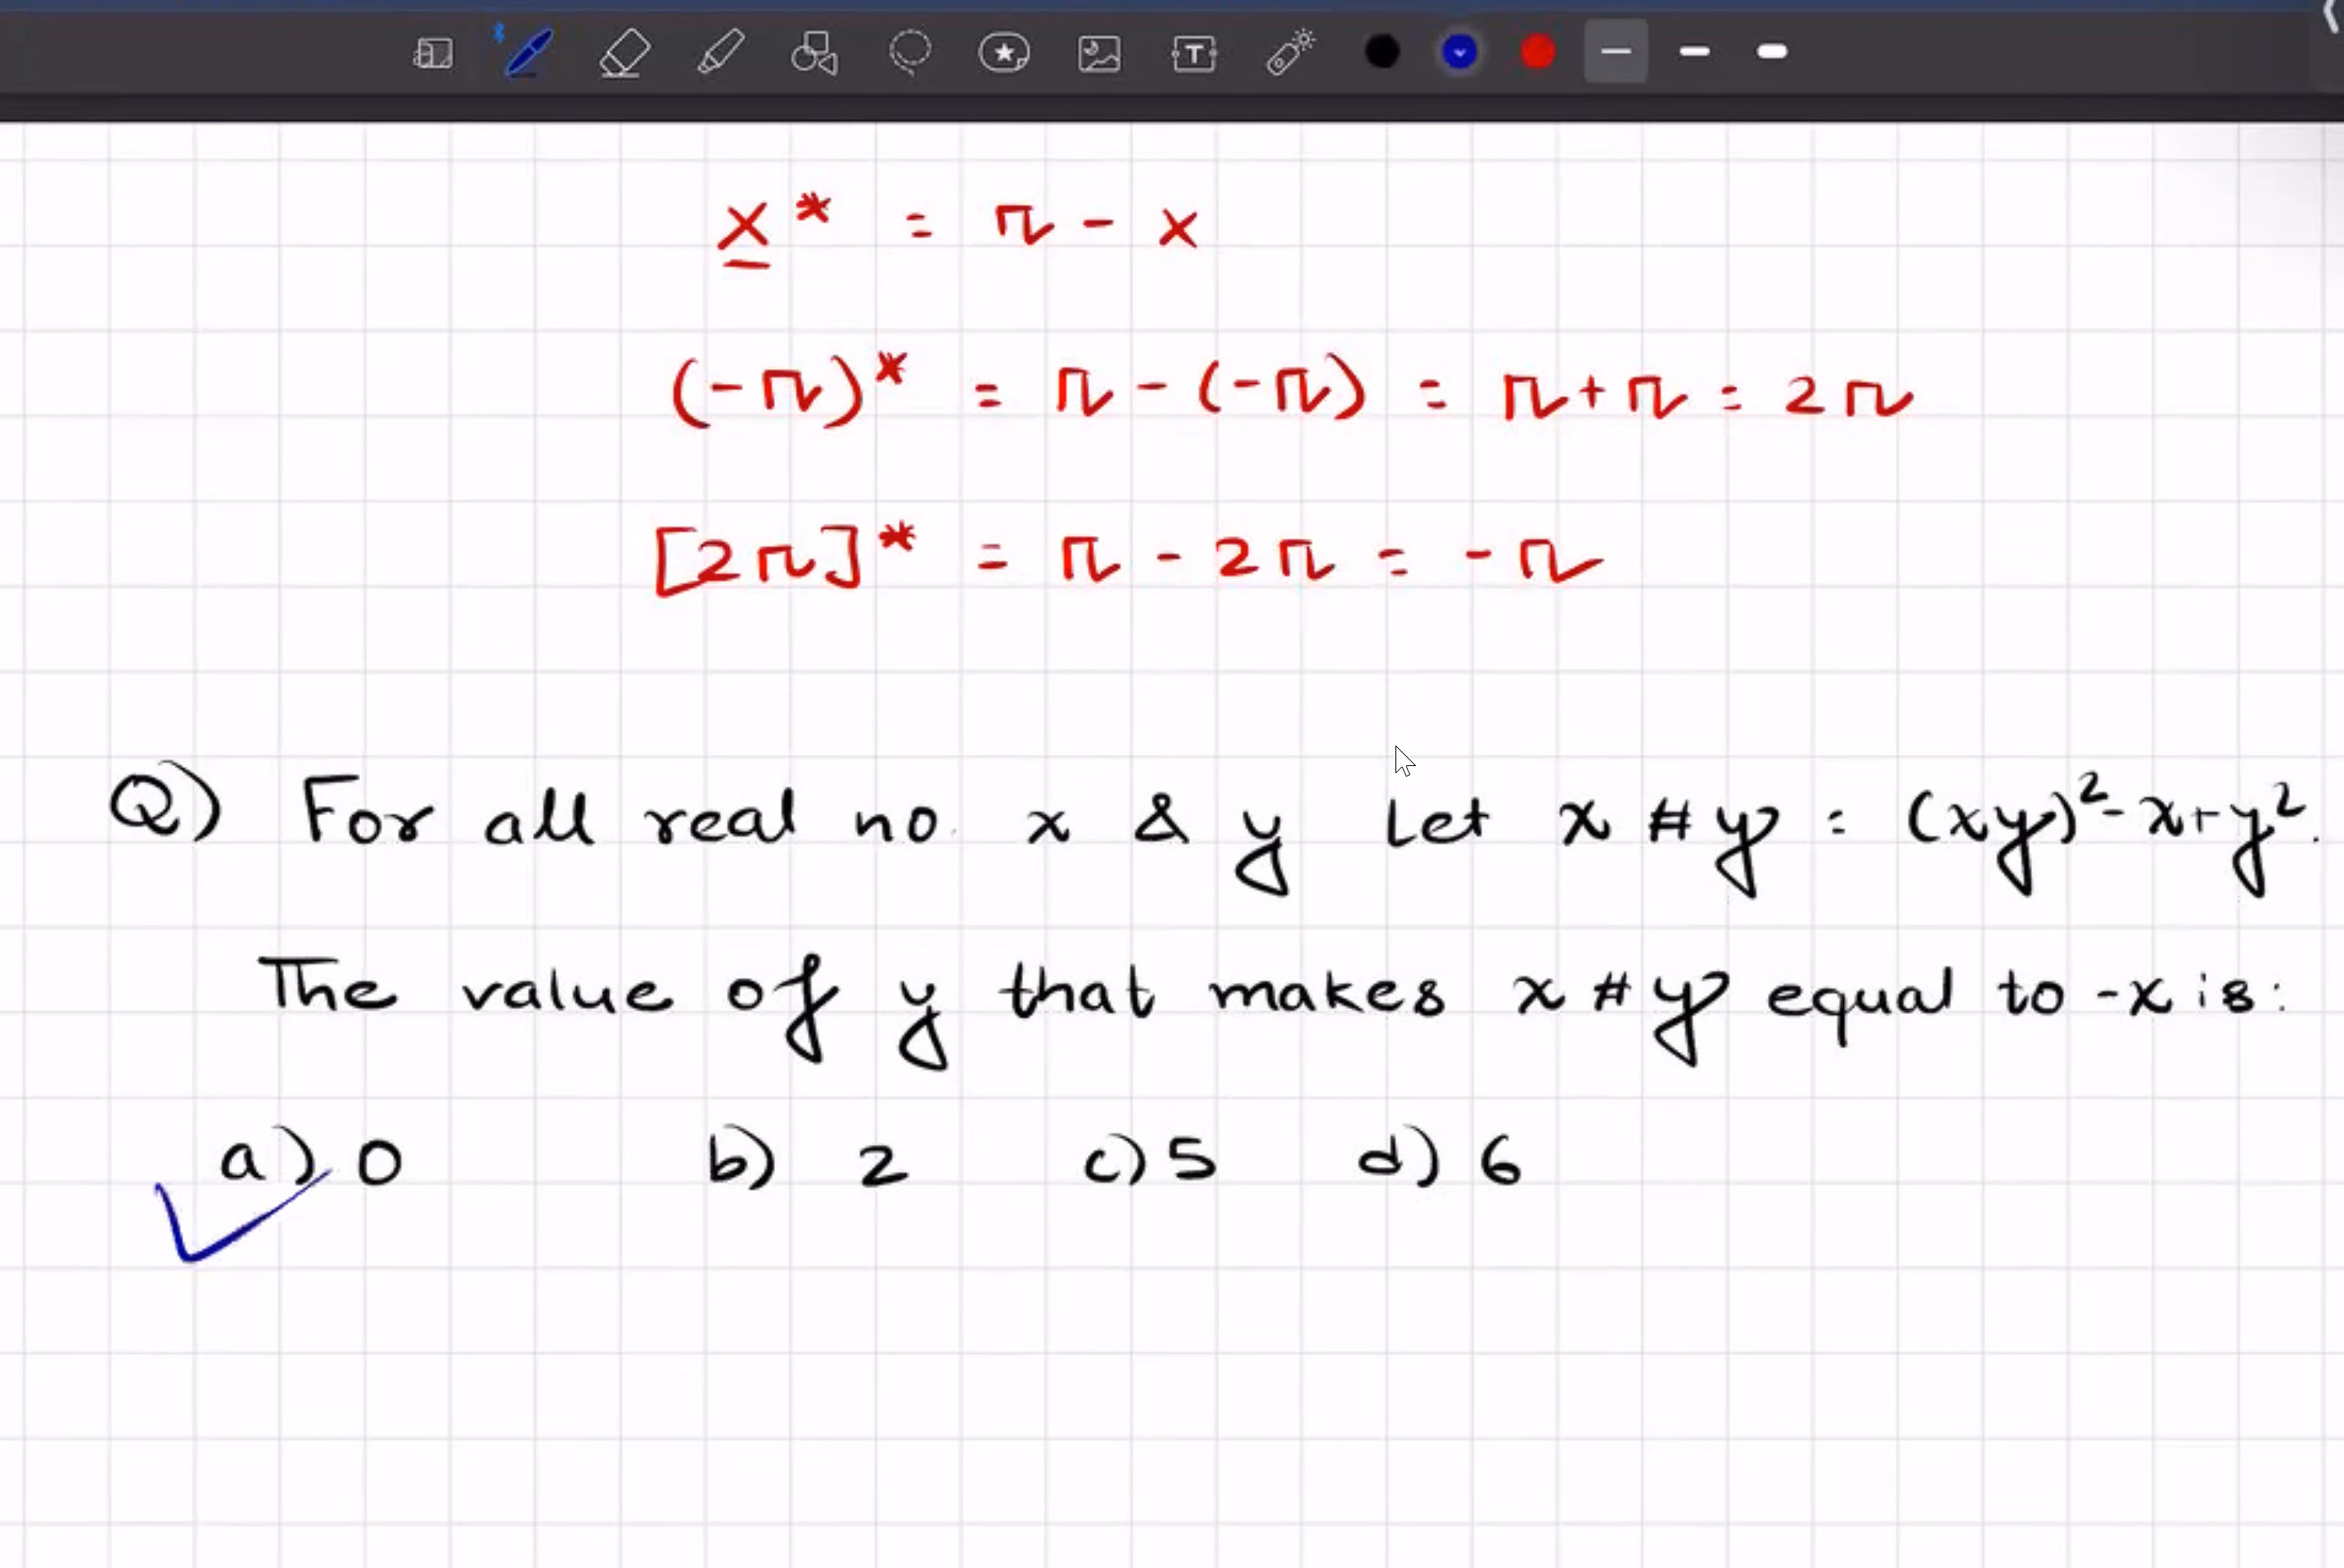 x* = π - x
(-π)* = π - (-π) = π + π = 2π
[2π]* = π - 2π = -π
Q) For all real no. x & y Let x # y = (xy)² - x + y².
The value of y that makes x # y equal to -x is:
a) 0 b) 2 c) 5 d) 6